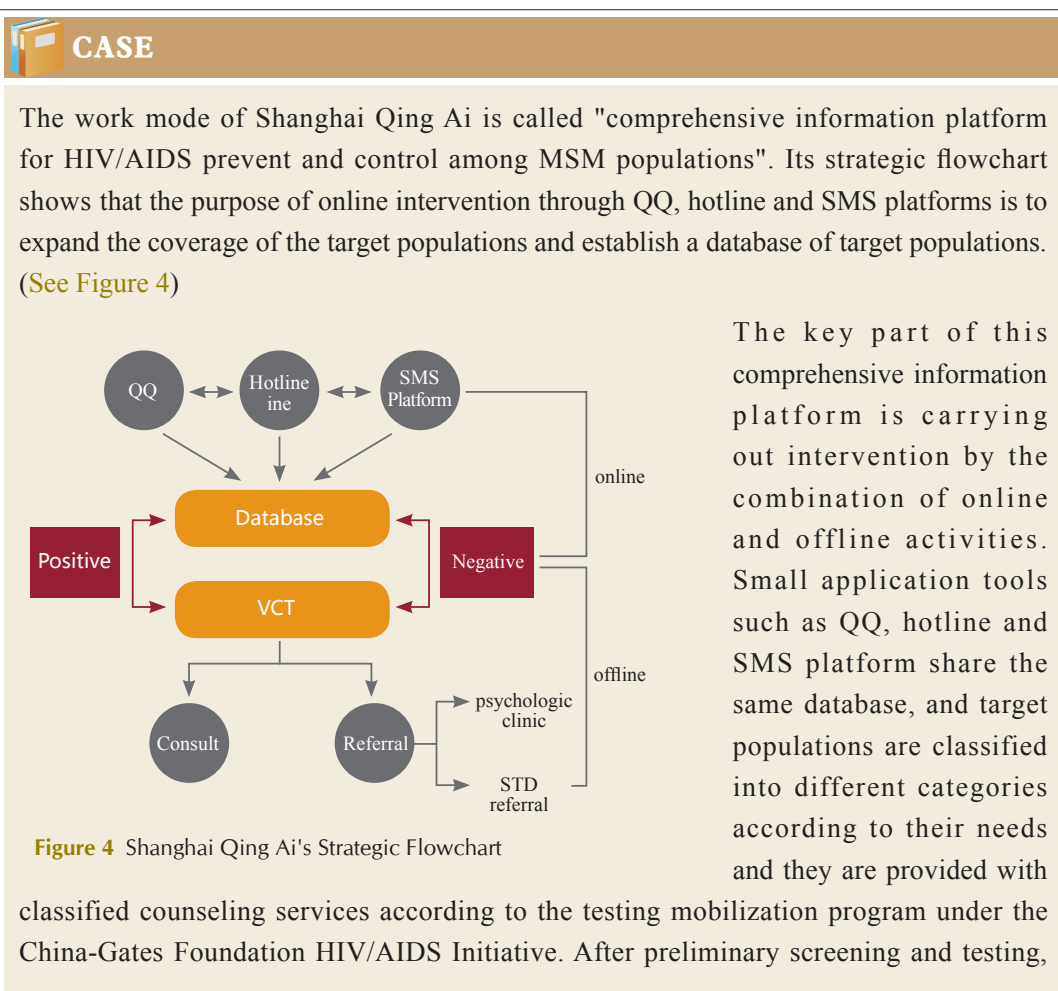 CASE
The work mode of Shanghai Qing Ai is called "comprehensive information platform
for HIV/AIDS prevent and control among MSM populations". Its strategic flowchart
shows that the purpose of online intervention through QQ, hotline and SMS platforms is to
expand the coverage of the target populations and establish a database of target populations.
(See Figure 4)
QQ
Hotline
ine
SMS
Platform
online
Database
Positive
Negative
VCT
offline
psychologic
clinic
Consult
Referral
STD
referral
Figure 4 Shanghai Qing Ai's Strategic Flowchart
The key part of this
comprehensive information
platform is carrying
out intervention by the
combination of online
and offline activities.
Small application tools
such as QQ, hotline and
SMS platform share the
same database, and target
populations are classified
into different categories
according to their needs
and they are provided with
classified counseling services according to the testing mobilization program under the
China-Gates Foundation HIV/AIDS Initiative. After preliminary screening and testing,